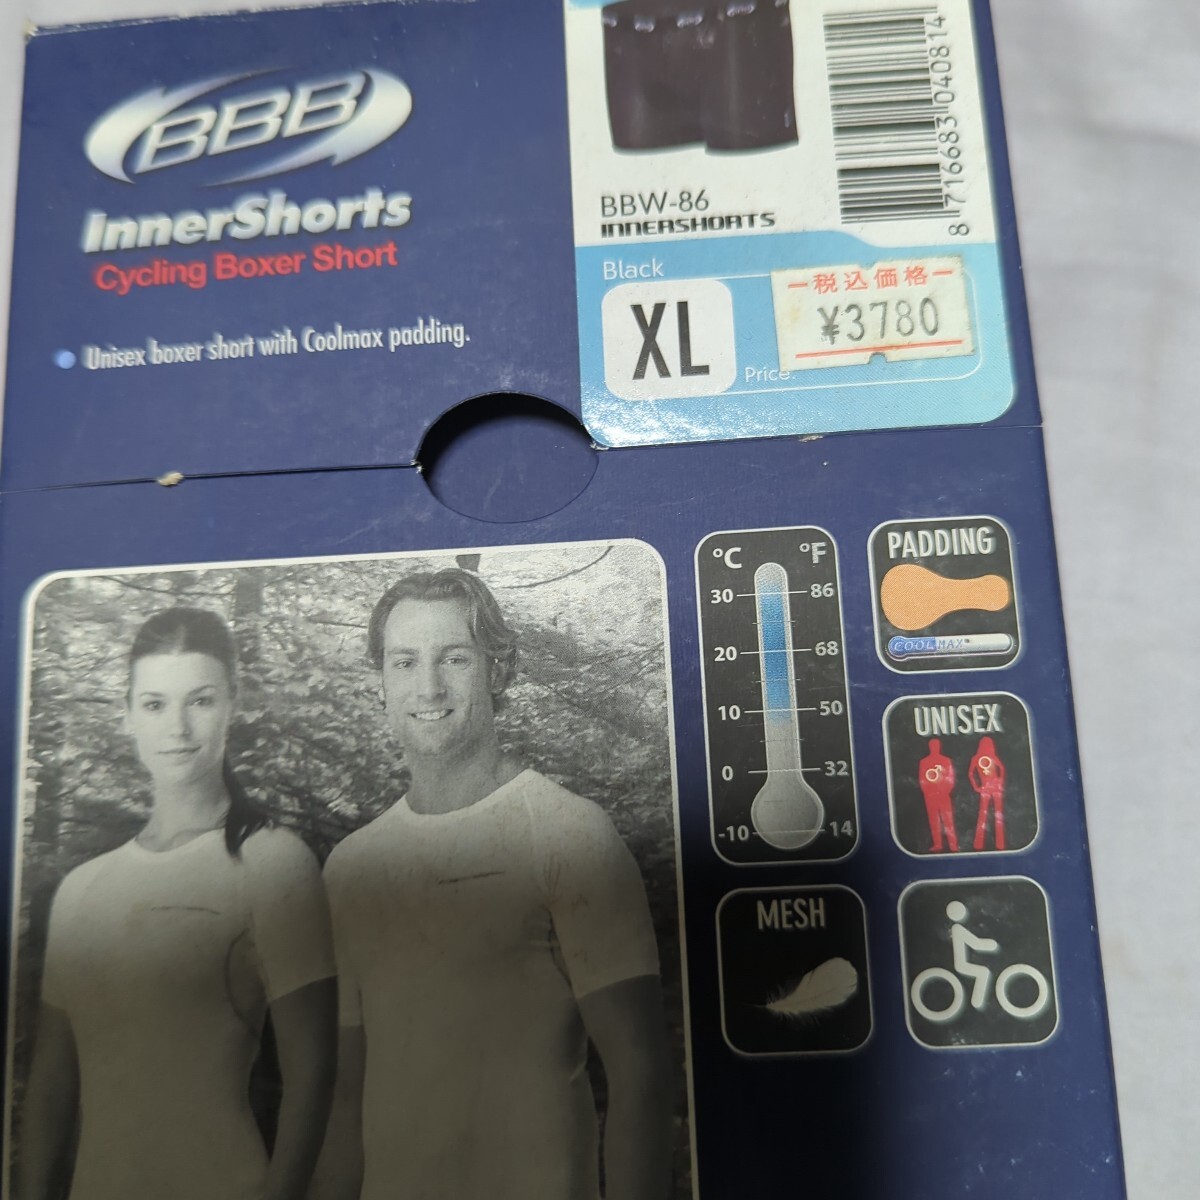 BBB
InnerShorts
Cycling Boxer Short
Unisex boxer short with Coolmax padding.
BBW-86
INNERSHORTS
8 716683 040814
Black
XL
Price:
税込価格
¥3780
°C °F
30 86
20 68
10 50
0 32
-10 14
PADDING
COOLMAX®
UNISEX
♂ ♀
MESH